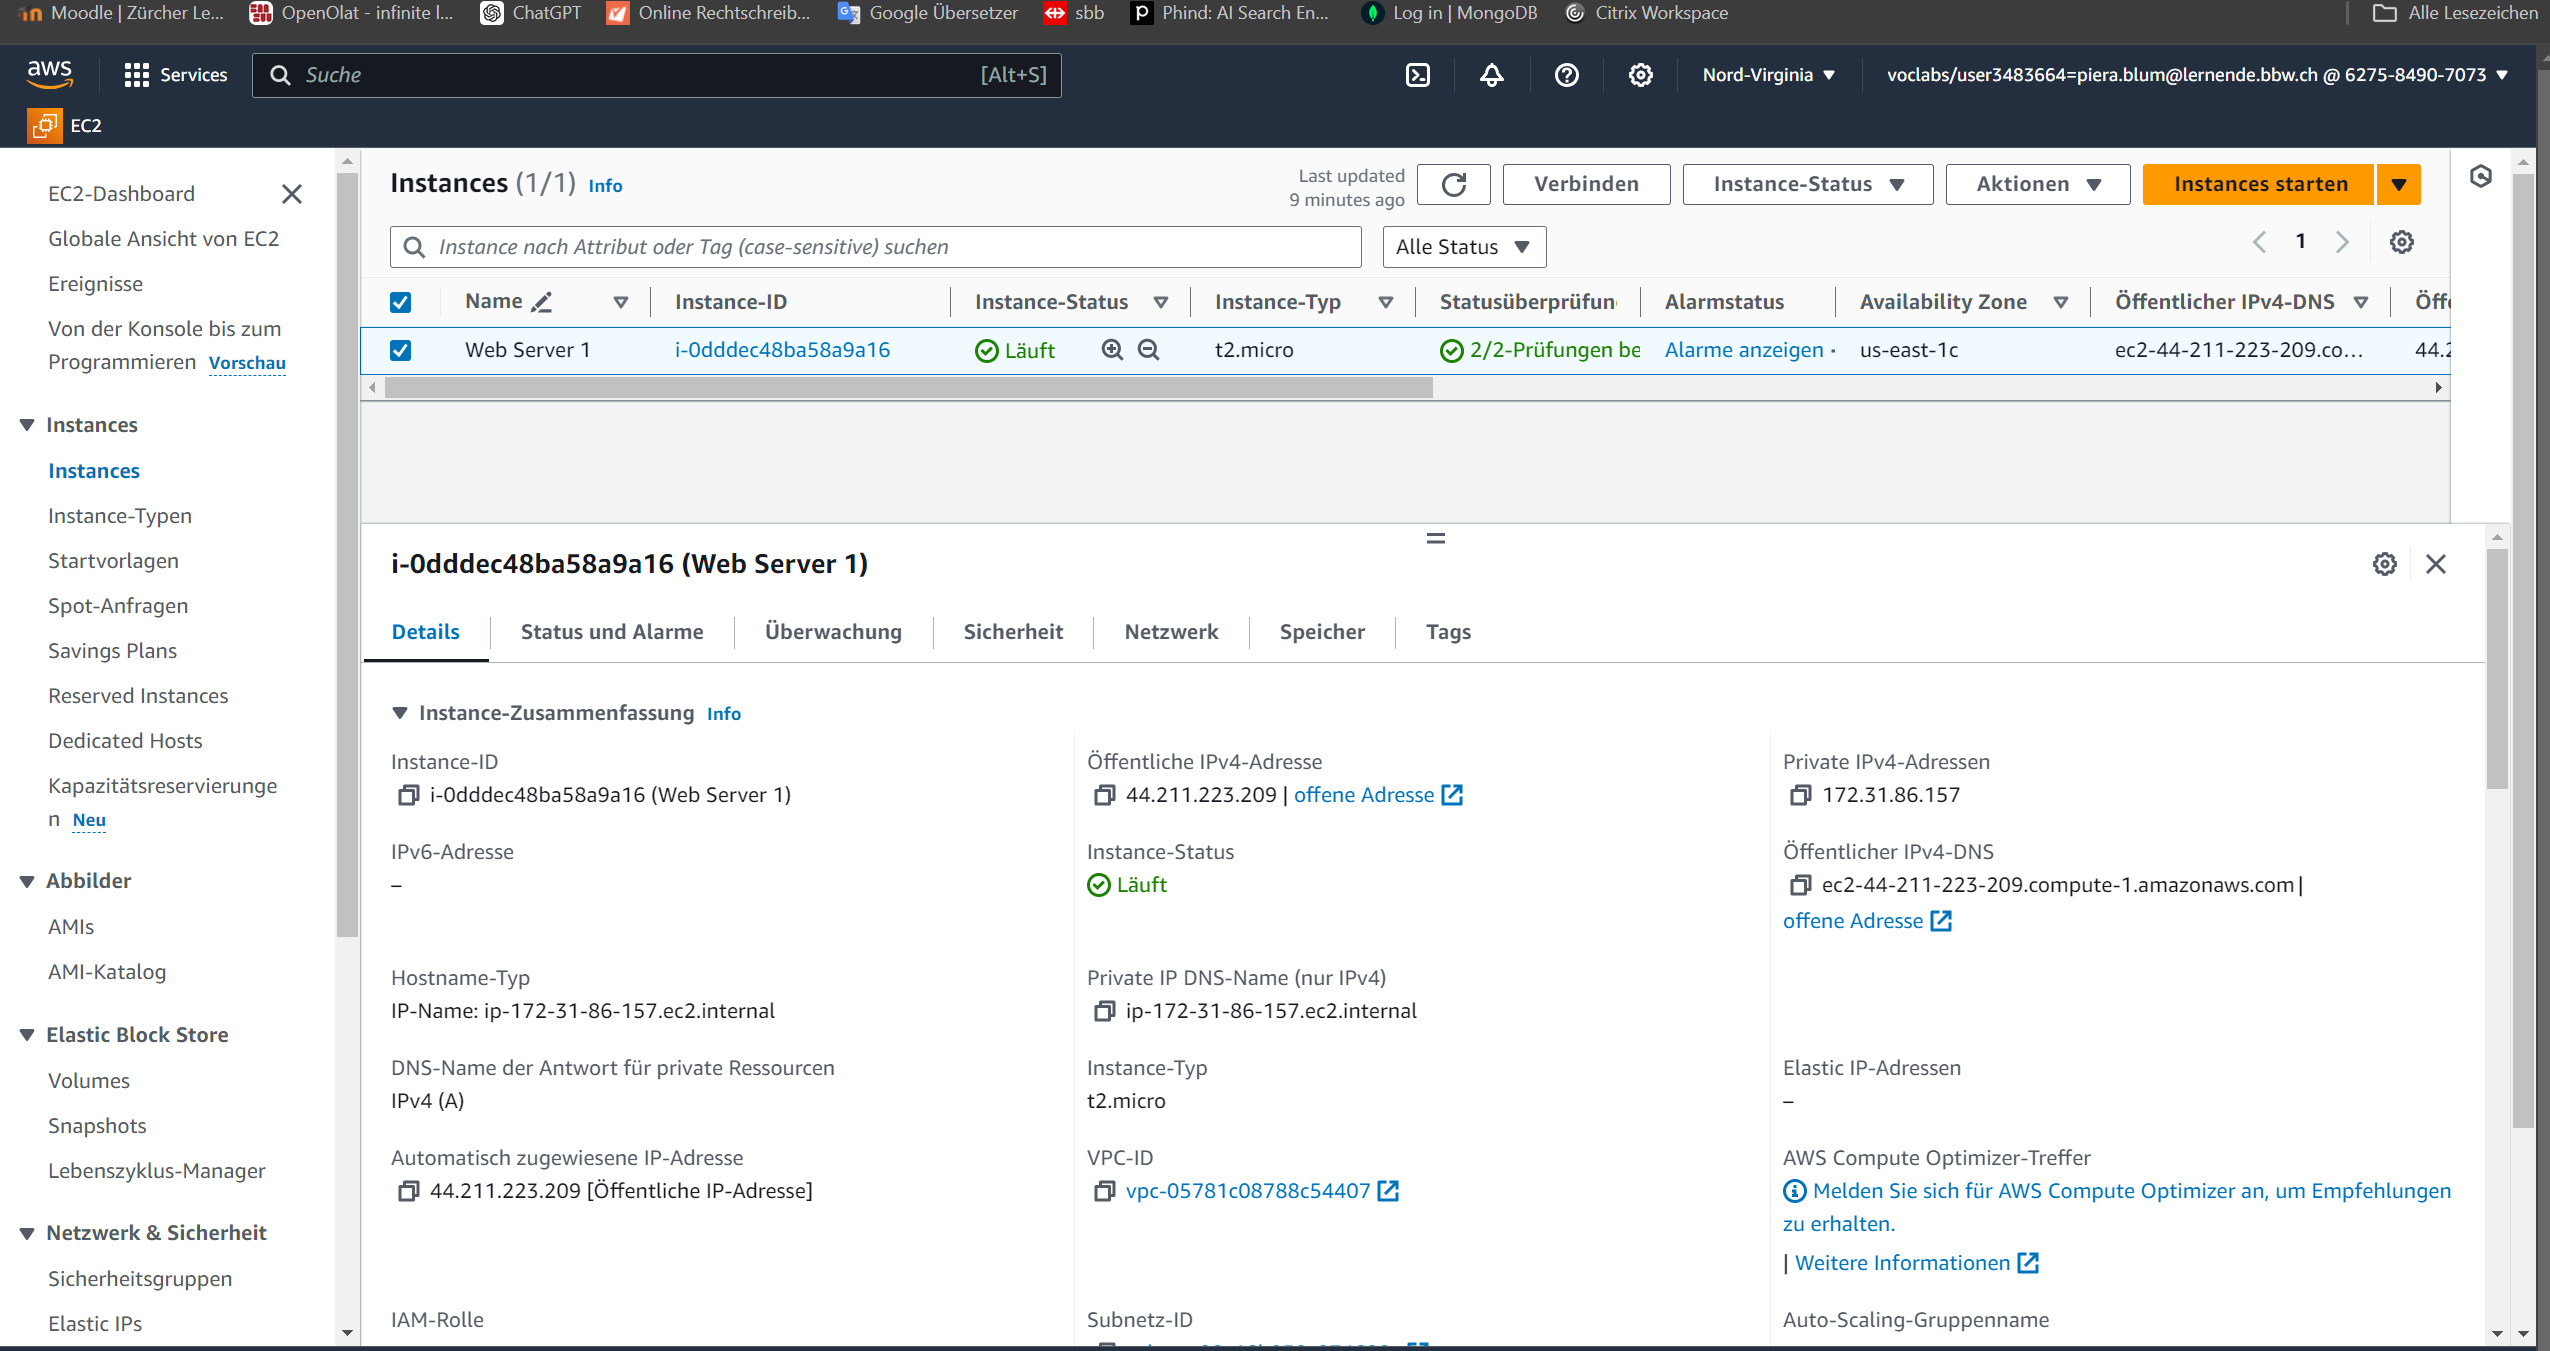 Moodle | Zürcher Le... OpenOlat - infinite l... ChatGPT Online Rechtschreib... Google Übersetzer sbb Phind: AI Search En... Log in | MongoDB Citrix Workspace Alle Lesezeichen
aws Services Suche [Alt+S] Nord-Virginia voclabs/user3483664=piera.blum@lernende.bbw.ch @ 6275-8490-7073
EC2
EC2-Dashboard
Globale Ansicht von EC2
Ereignisse
Von der Konsole bis zum
Programmieren Vorschau
Instances
Instances
Instance-Typen
Startvorlagen
Spot-Anfragen
Savings Plans
Reserved Instances
Dedicated Hosts
Kapazitätsreservierunge
n Neu
Abbilder
AMIs
AMI-Katalog
Elastic Block Store
Volumes
Snapshots
Lebenszyklus-Manager
Netzwerk & Sicherheit
Sicherheitsgruppen
Elastic IPs
Instances (1/1) Info
Last updated
9 minutes ago
Verbinden Instance-Status Aktionen Instances starten
Instance nach Attribut oder Tag (case-sensitive) suchen Alle Status 1
Name Instance-ID Instance-Status Instance-Typ Statusüberprüfun Alarmstatus Availability Zone Öffentlicher IPv4-DNS Öff
Web Server 1 i-0dddec48ba58a9a16 Läuft t2.micro 2/2-Prüfungen be Alarme anzeigen us-east-1c ec2-44-211-223-209.co... 44.2
i-0dddec48ba58a9a16 (Web Server 1)
Details Status und Alarme Überwachung Sicherheit Netzwerk Speicher Tags
Instance-Zusammenfassung Info
Instance-ID Öffentliche IPv4-Adresse Private IPv4-Adressen
i-0dddec48ba58a9a16 (Web Server 1) 44.211.223.209 | offene Adresse 172.31.86.157
IPv6-Adresse Instance-Status Öffentlicher IPv4-DNS
– Läuft ec2-44-211-223-209.compute-1.amazonaws.com |
offene Adresse
Hostname-Typ Private IP DNS-Name (nur IPv4)
IP-Name: ip-172-31-86-157.ec2.internal ip-172-31-86-157.ec2.internal
DNS-Name der Antwort für private Ressourcen Instance-Typ Elastic IP-Adressen
IPv4 (A) t2.micro –
Automatisch zugewiesene IP-Adresse VPC-ID AWS Compute Optimizer-Treffer
44.211.223.209 [Öffentliche IP-Adresse] vpc-05781c08788c54407 Melden Sie sich für AWS Compute Optimizer an, um Empfehlungen
zu erhalten.
| Weitere Informationen
IAM-Rolle Subnetz-ID Auto-Scaling-Gruppenname